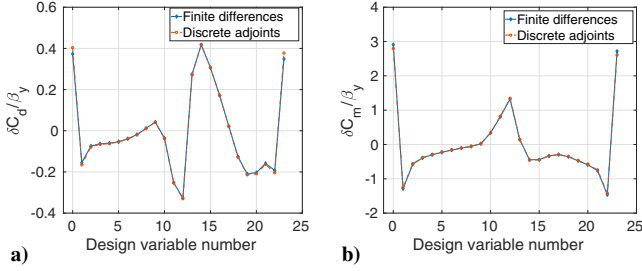 Finite differences
Discrete adjoints
δC_d/β_y
0.6
0.4
0.2
0
-0.2
-0.4
0 5 10 15 20 25
Design variable number
a)
Finite differences
Discrete adjoints
δC_m/β_y
4
3
2
1
0
-1
-2
0 5 10 15 20 25
Design variable number
b)